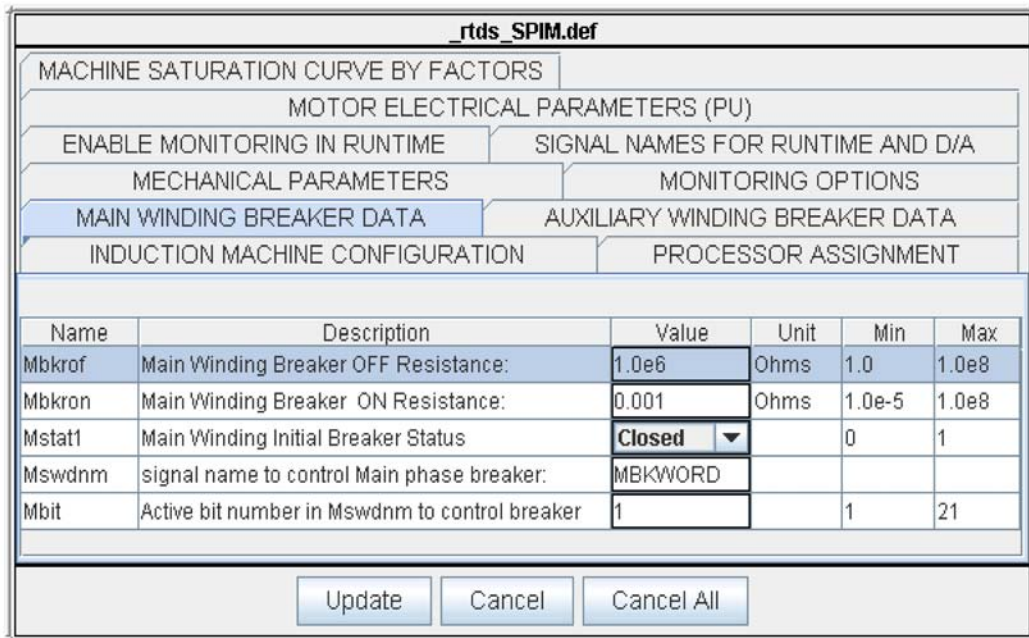 _rtds_SPIM.def
MACHINE SATURATION CURVE BY FACTORS
MOTOR ELECTRICAL PARAMETERS (PU)
ENABLE MONITORING IN RUNTIME SIGNAL NAMES FOR RUNTIME AND D/A
MECHANICAL PARAMETERS MONITORING OPTIONS
MAIN WINDING BREAKER DATA AUXILIARY WINDING BREAKER DATA
INDUCTION MACHINE CONFIGURATION PROCESSOR ASSIGNMENT
Name Description Value Unit Min Max
Mbkrof Main Winding Breaker OFF Resistance: 1.0e6 Ohms 1.0 1.0e8
Mbkron Main Winding Breaker ON Resistance: 0.001 Ohms 1.0e-5 1.0e8
Mstat1 Main Winding Initial Breaker Status Closed 0 1
Mswdnm signal name to control Main phase breaker: MBKWORD
Mbit Active bit number in Mswdnm to control breaker 1 1 21
Update Cancel Cancel All